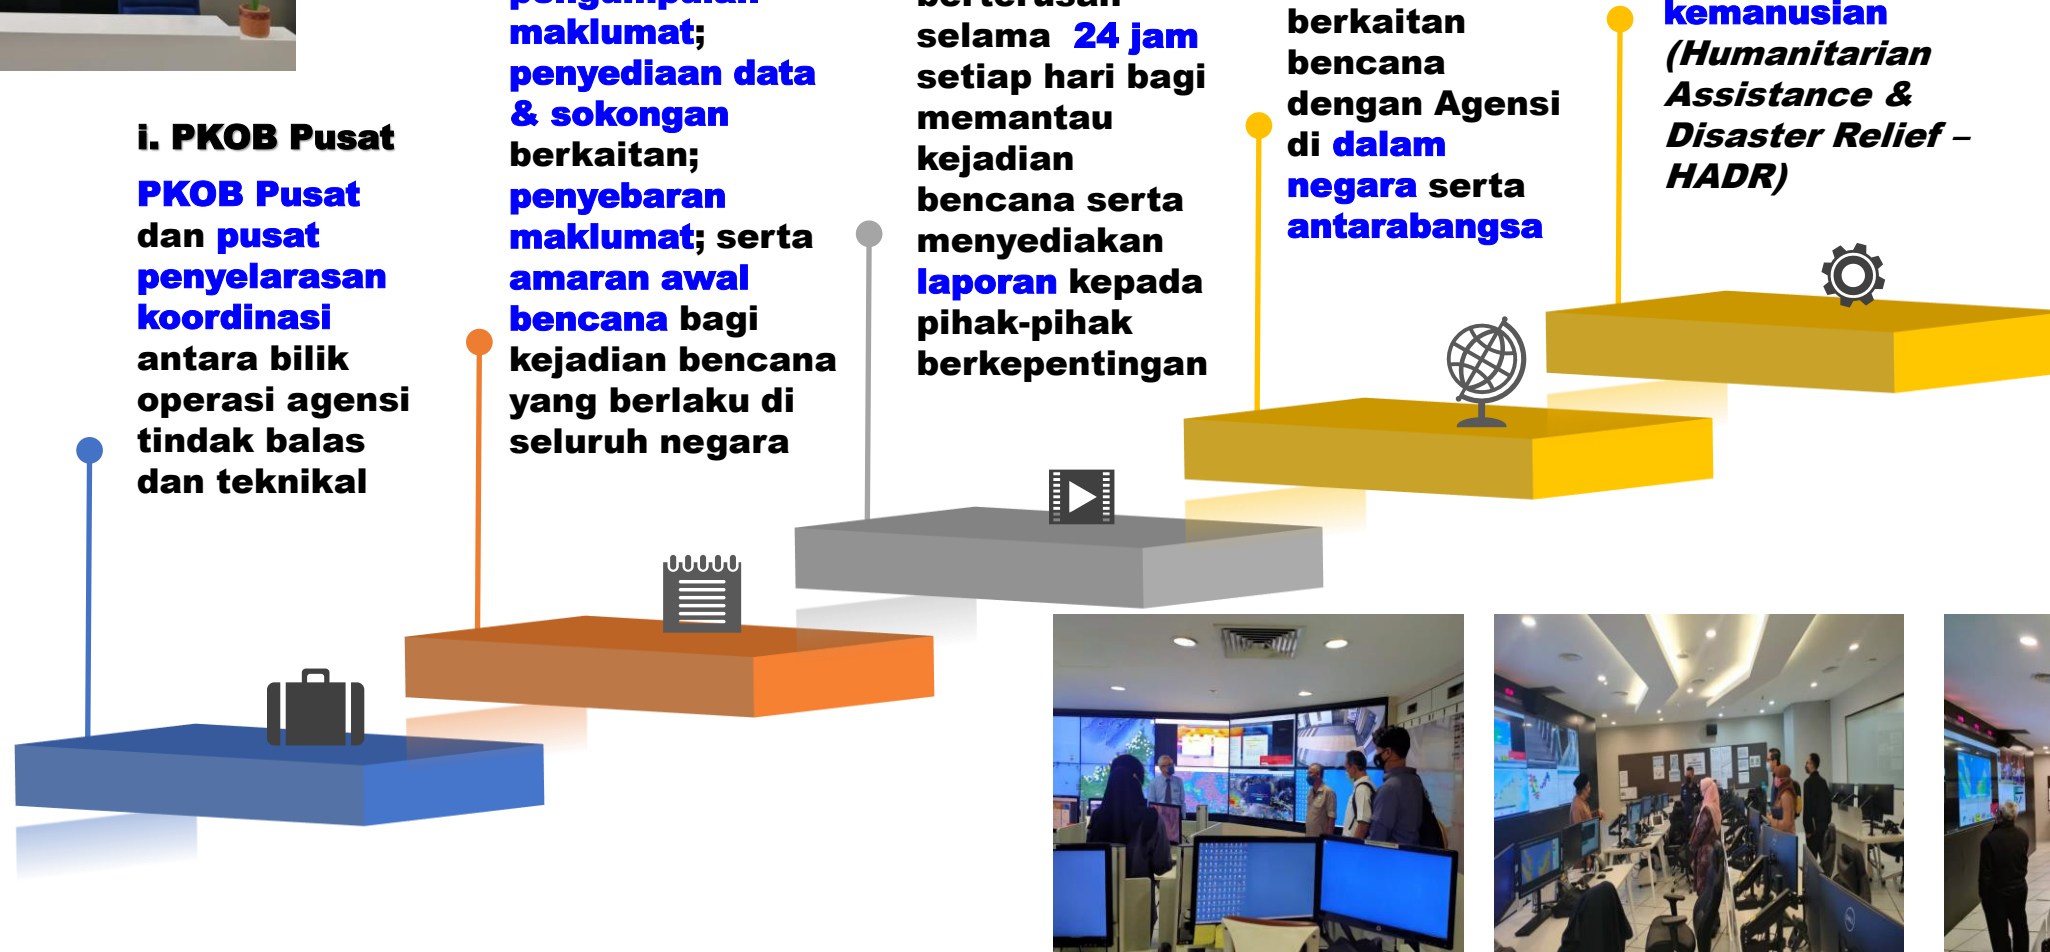 i. PKOB Pusat
PKOB Pusat
dan pusat
penyelarasan
koordinasi
antara bilik
operasi agensi
tindak balas
dan teknikal
pengumpulan
maklumat;
penyediaan data
& sokongan
berkaitan;
penyebaran
maklumat; serta
amaran awal
bencana bagi
kejadian bencana
yang berlaku di
seluruh negara
berterusan
selama 24 jam
setiap hari bagi
memantau
kejadian
bencana serta
menyediakan
laporan kepada
pihak-pihak
berkepentingan
berkaitan
bencana
dengan Agensi
di dalam
negara serta
antarabangsa
kemanusian
(Humanitarian
Assistance &
Disaster Relief –
HADR)